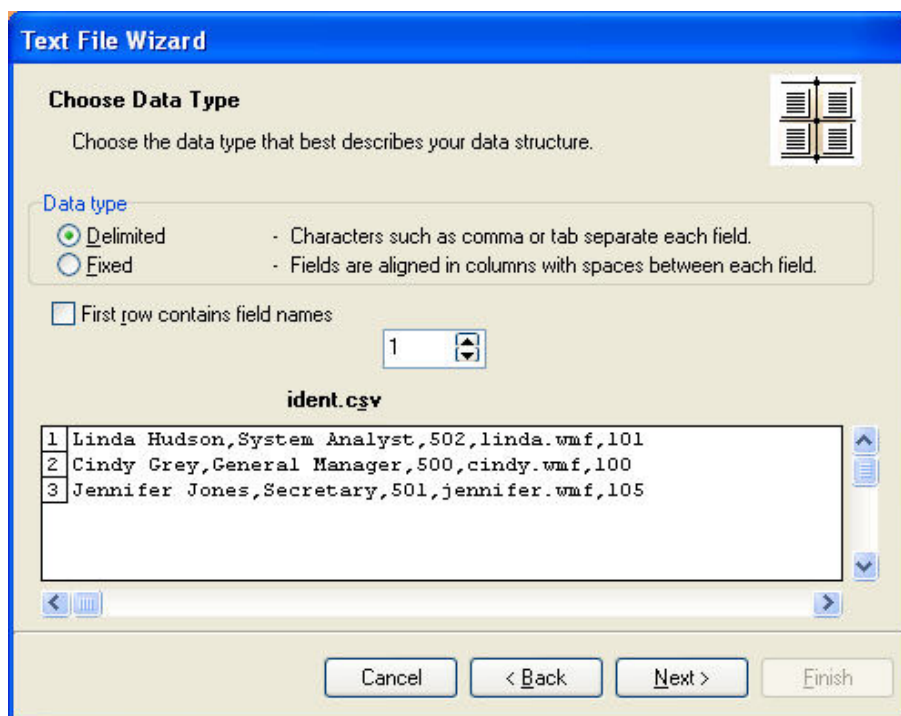 Text File Wizard
Choose Data Type
Choose the data type that best describes your data structure.
Data type
Delimited - Characters such as comma or tab separate each field.
Fixed - Fields are aligned in columns with spaces between each field.
First row contains field names
1
ident.csv
1 Linda Hudson,System Analyst,502,linda.wmf,101
2 Cindy Grey,General Manager,500,cindy.wmf,100
3 Jennifer Jones,Secretary,501,jennifer.wmf,105
Cancel < Back Next > Finish